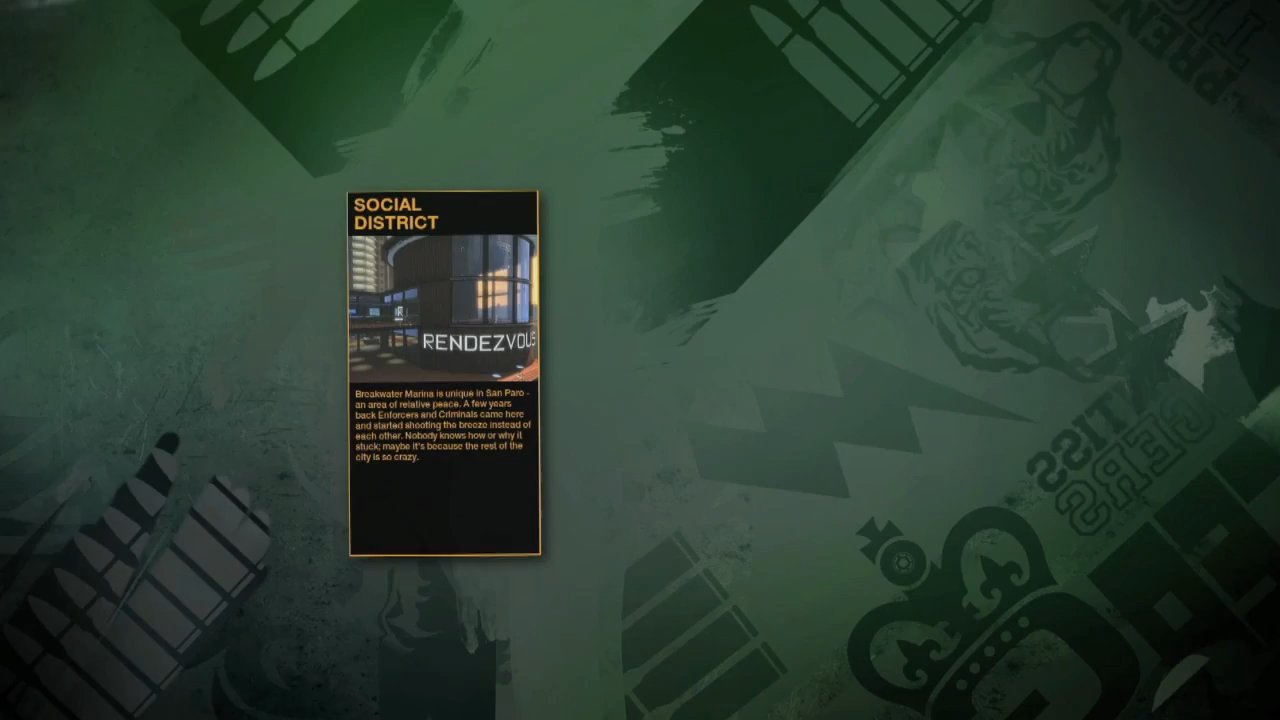 SOCIAL
DISTRICT
RENDEZVOUS
Breakwater Marina is unique in San Paro -
an area of relative peace. A few years
back Enforcers and Criminals came here
and started shooting the breeze instead of
each other. Nobody knows how or why it
stuck; maybe it's because the rest of the
city is so crazy.